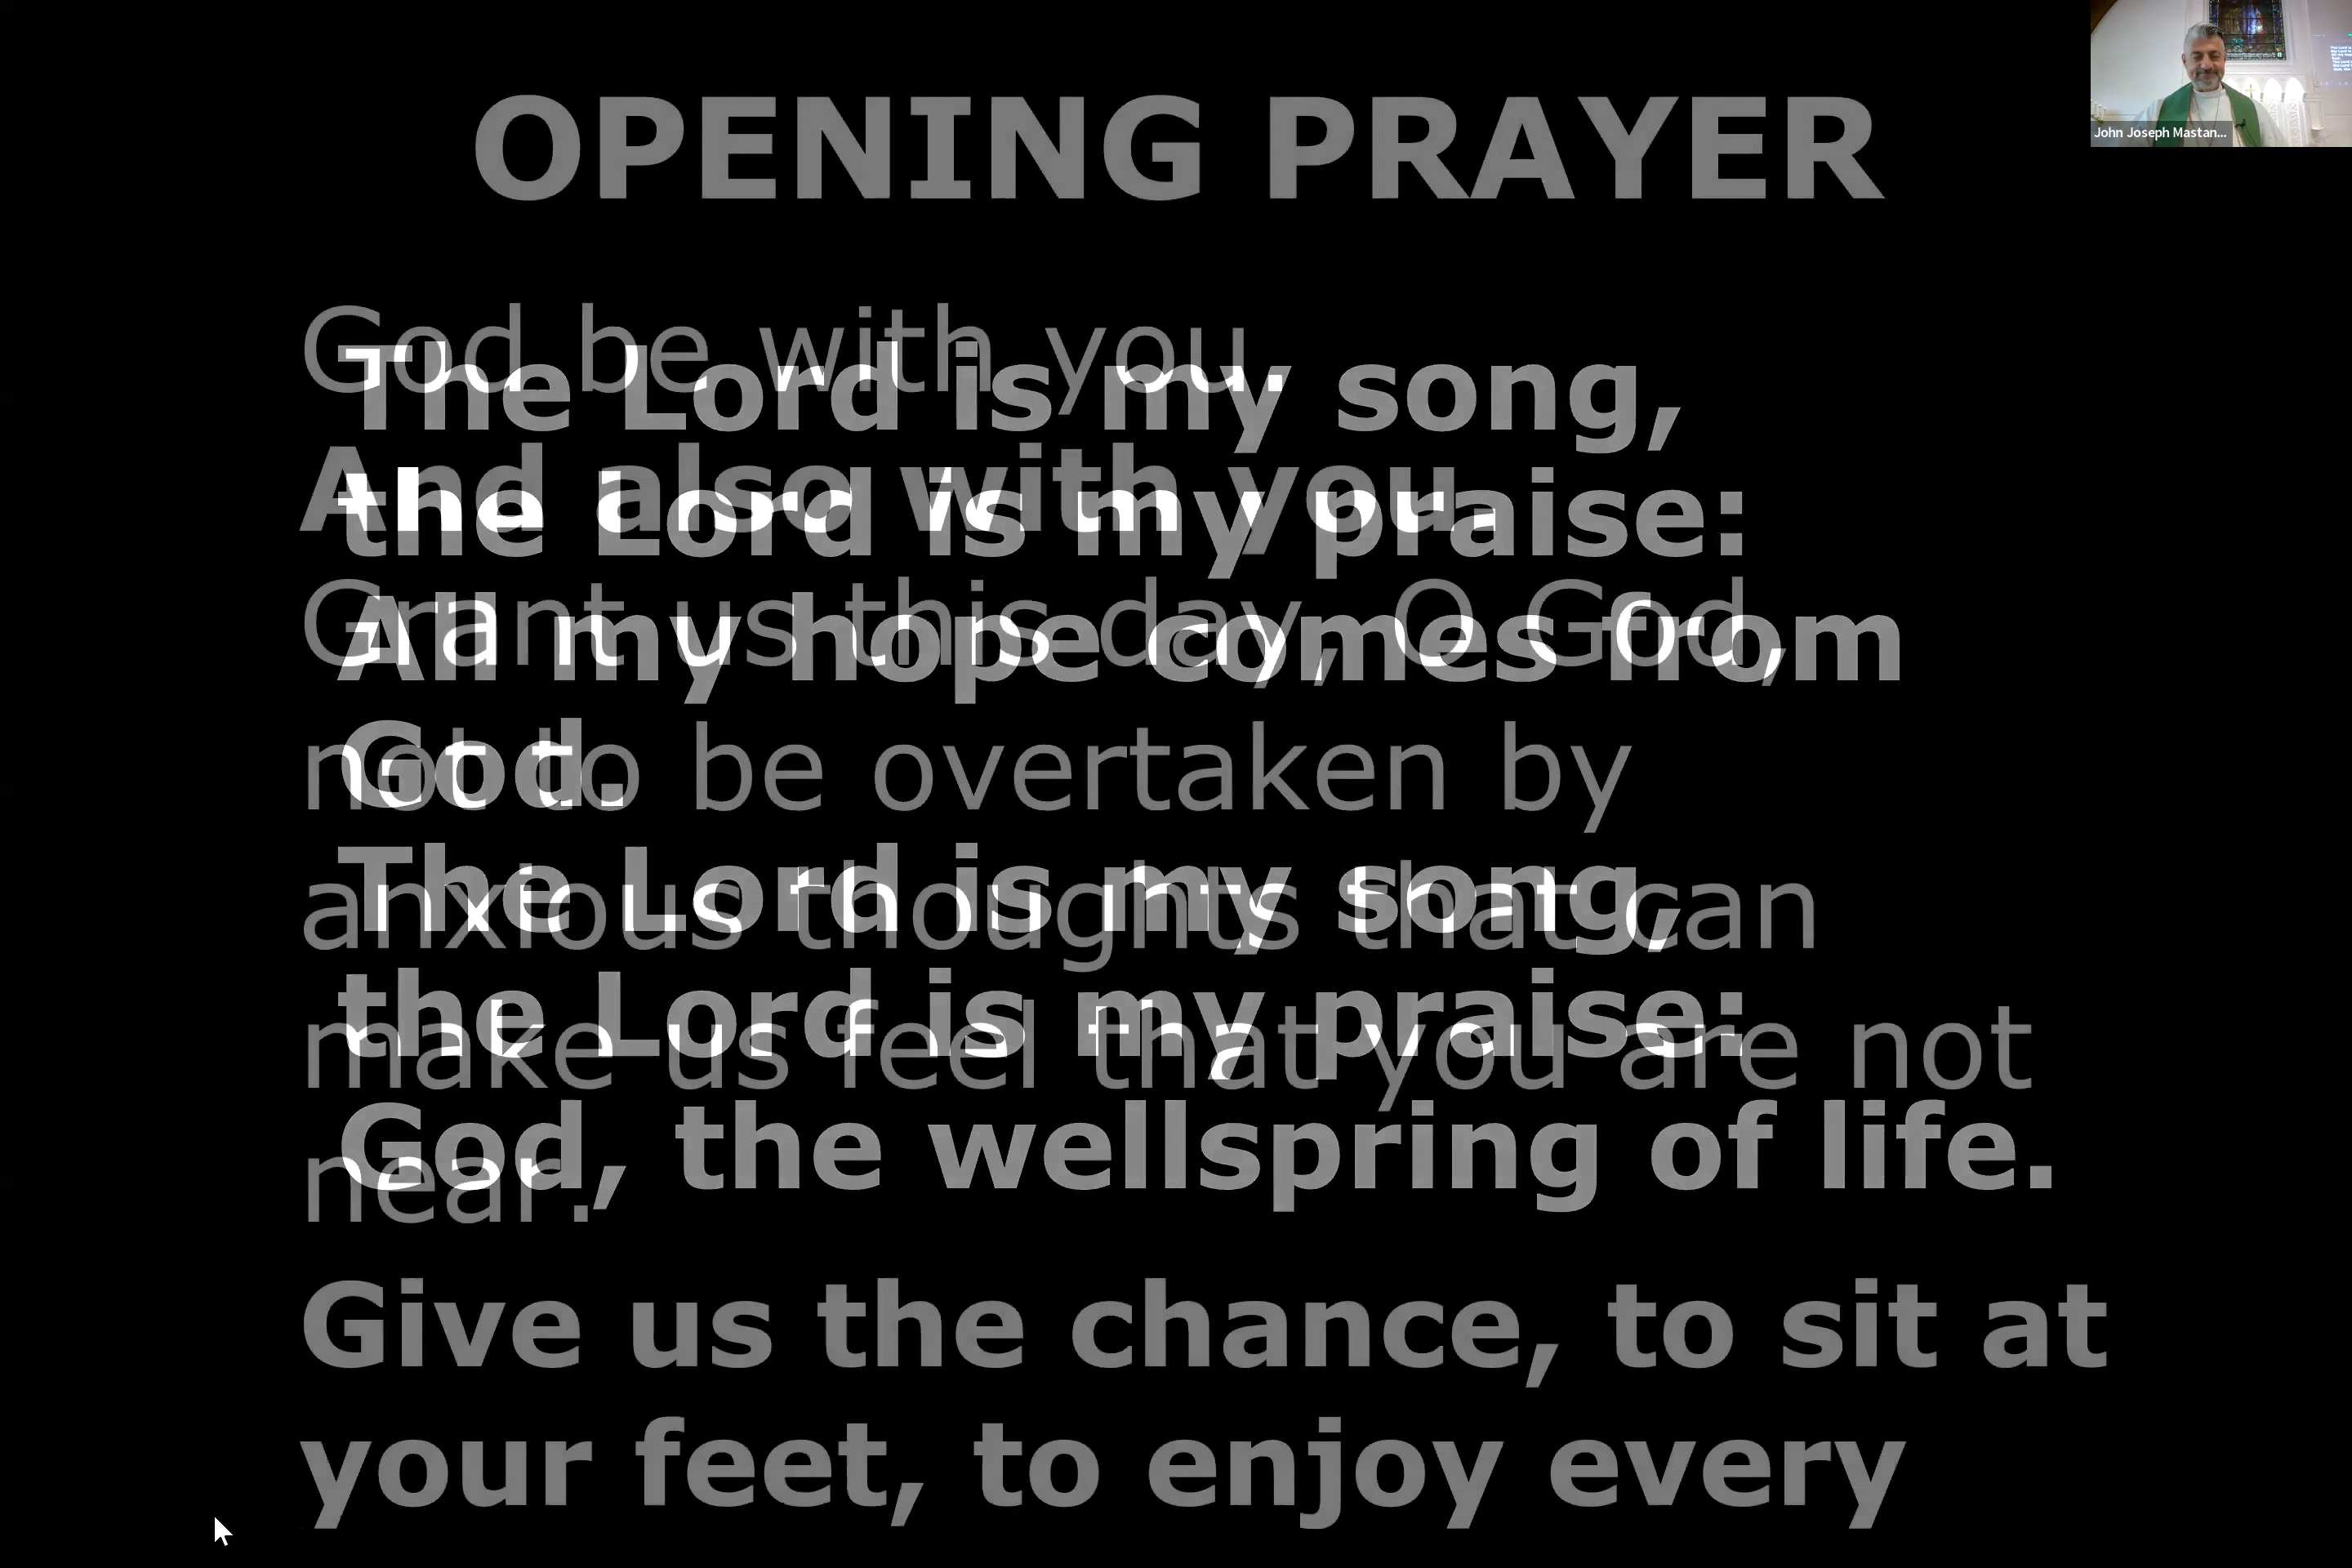 OPENING PRAYER
John Joseph Mastan...
God be with you.
The Lord is my song,
And also with you.
the Lord is my praise:
Grant us this day, O God,
All my hope comes from
not to be overtaken by
God.
The Lord is my song,
anxious thoughts that can
the Lord is my praise:
make us feel that you are not
God, the wellspring of life.
near.
Give us the chance, to sit at
your feet, to enjoy every